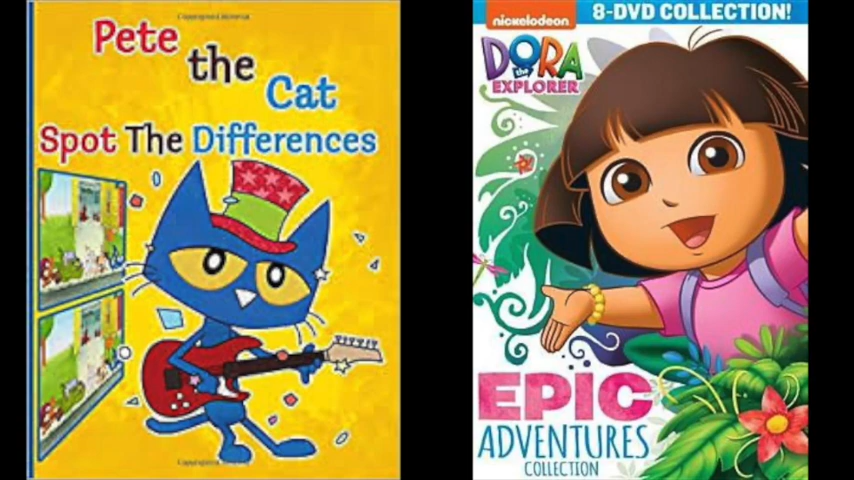 Pete
the
Cat
Spot The Differences
nickelodeon
8-DVD COLLECTION!
DORA
the
EXPLORER
EPIC
ADVENTURES
COLLECTION